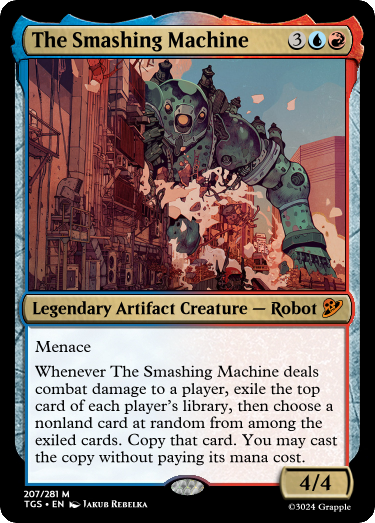 The Smashing Machine 3
Legendary Artifact Creature — Robot
Menace
Whenever The Smashing Machine deals
combat damage to a player, exile the top
card of each player's library, then choose a
nonland card at random from among the
exiled cards. Copy that card. You may cast
the copy without paying its mana cost.
4/4
207/281 M
TGS • EN Jakub Rebelka
©3024 Grapple